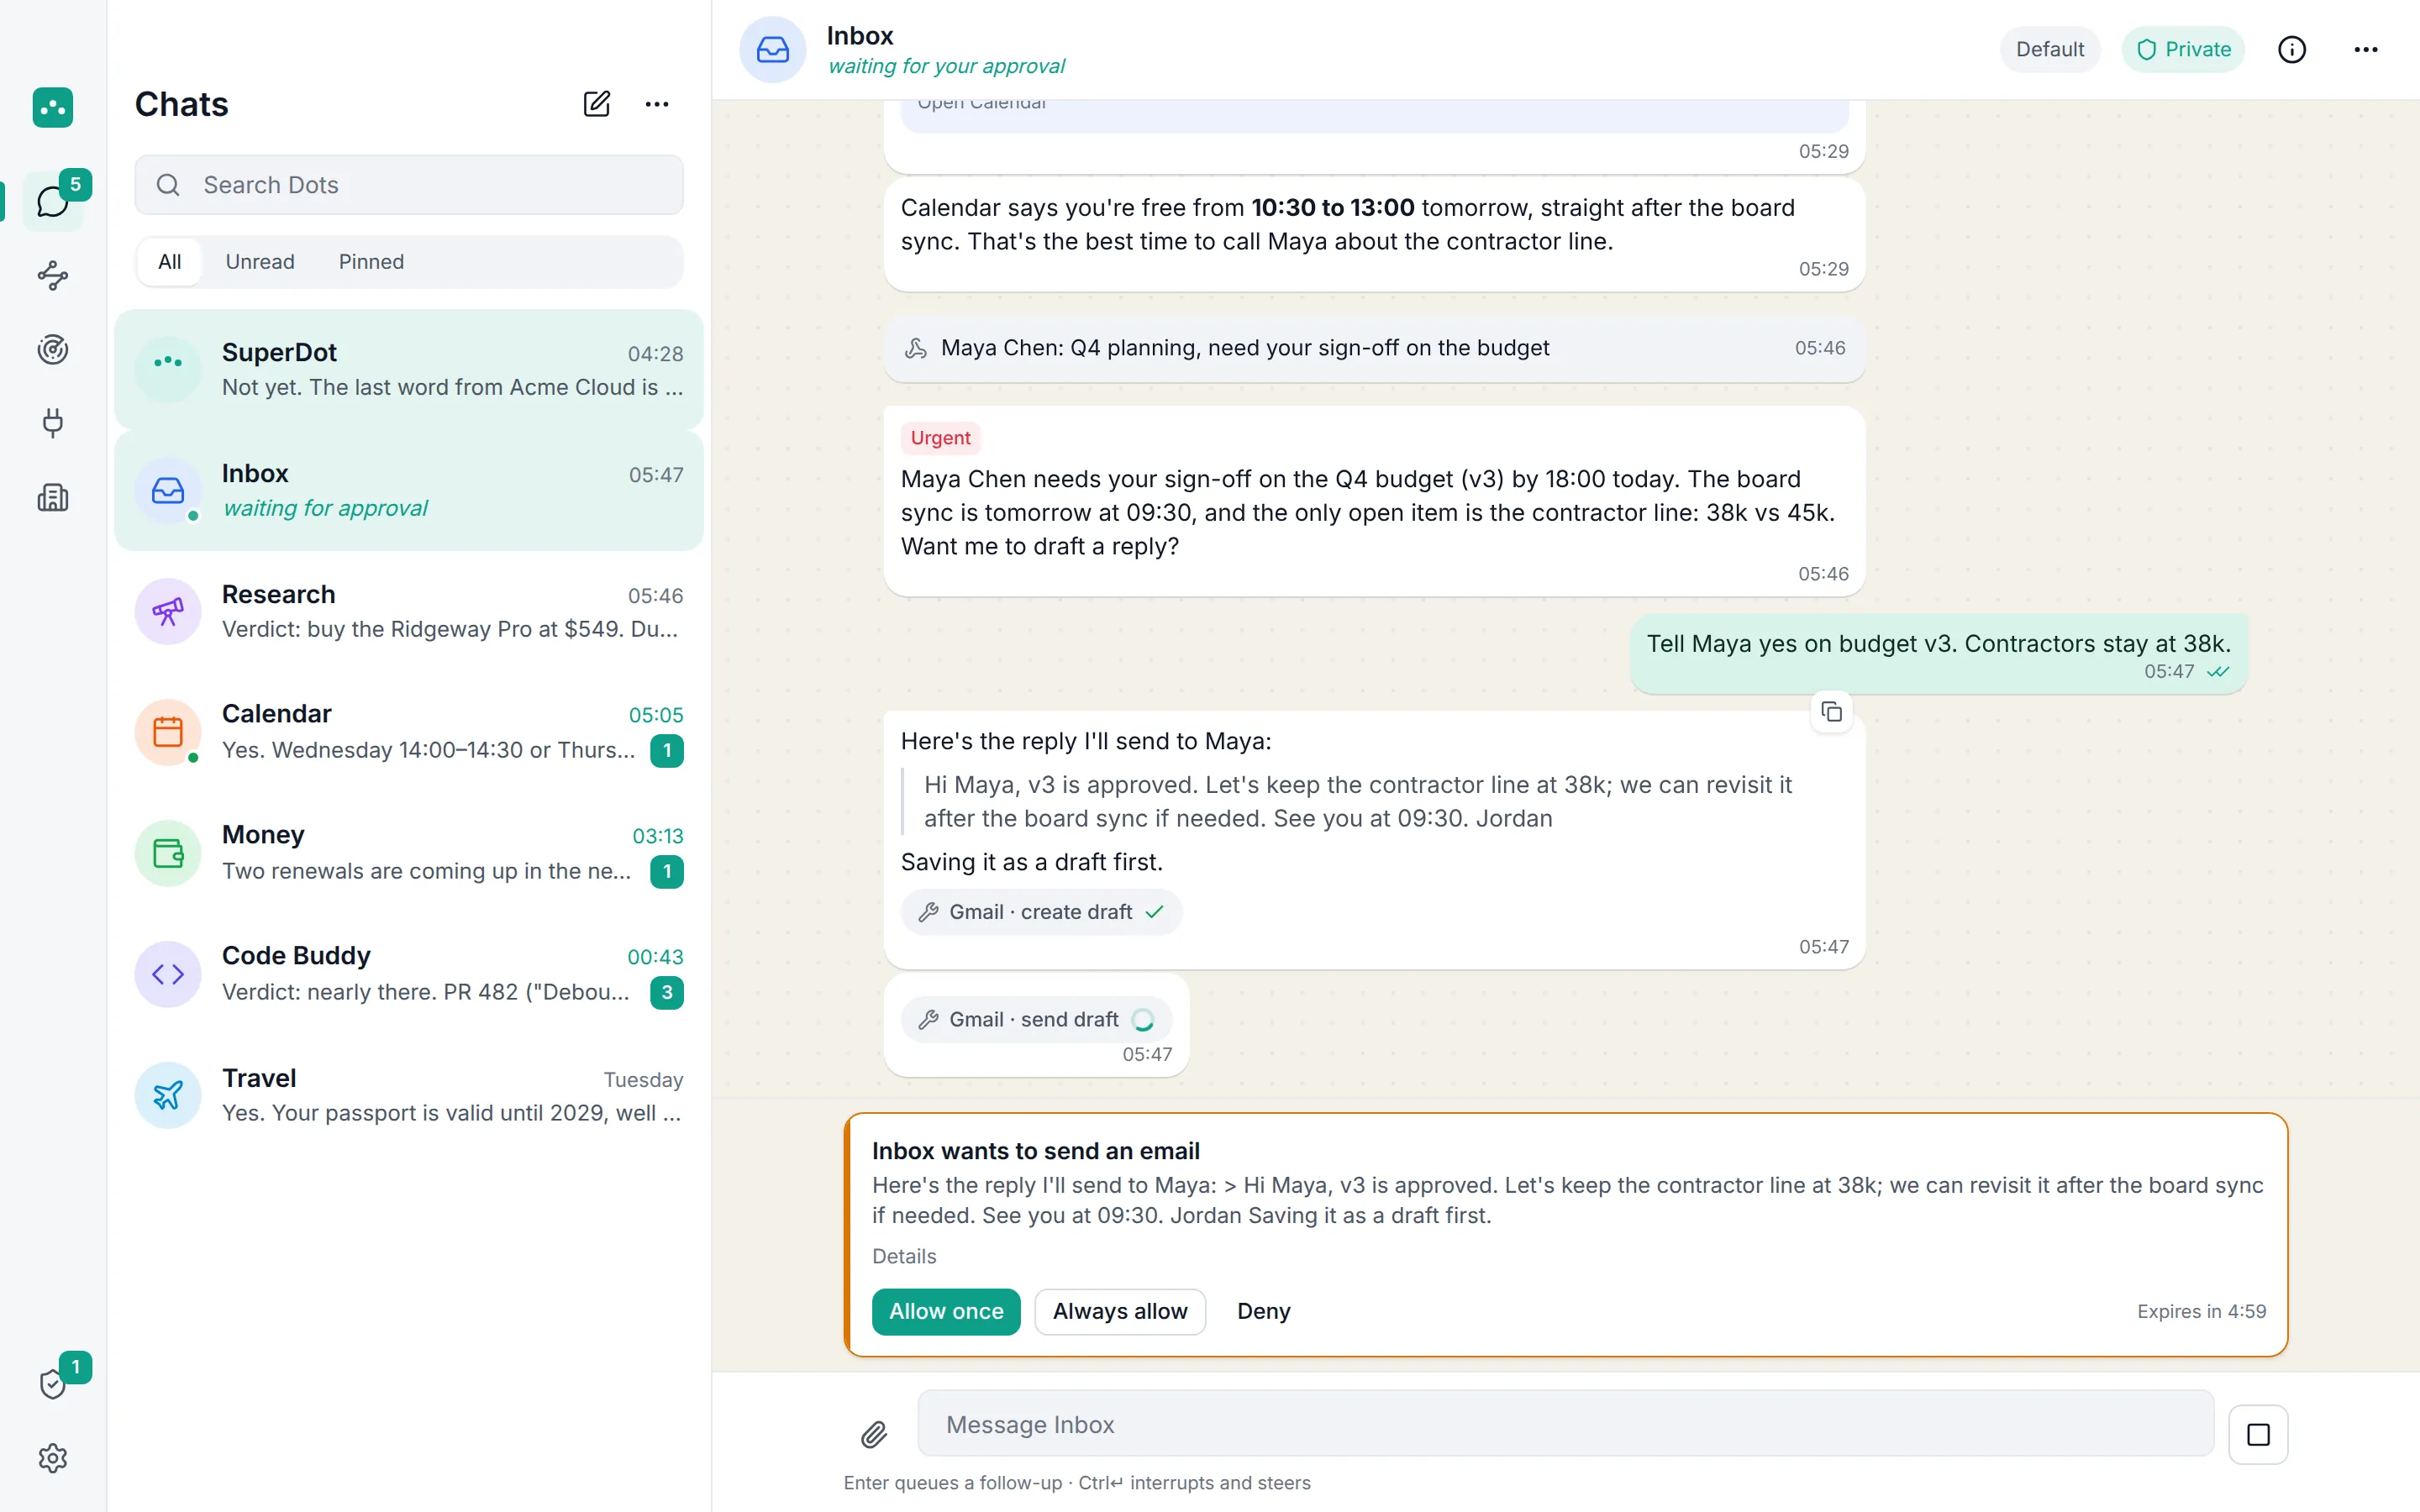 5
1
Chats
Search Dots
All Unread Pinned
SuperDot 04:28
Not yet. The last word from Acme Cloud is ...
Inbox 05:47
waiting for approval
Research 05:46
Verdict: buy the Ridgeway Pro at $549. Du...
Calendar 05:05
Yes. Wednesday 14:00–14:30 or Thurs... 1
Money 03:13
Two renewals are coming up in the ne... 1
Code Buddy 00:43
Verdict: nearly there. PR 482 ("Debou... 3
Travel Tuesday
Yes. Your passport is valid until 2029, well ...
Inbox
waiting for your approval
Default Private
Open Calendar
05:29
Calendar says you're free from 10:30 to 13:00 tomorrow, straight after the board
sync. That's the best time to call Maya about the contractor line.
05:29
Maya Chen: Q4 planning, need your sign-off on the budget 05:46
Urgent
Maya Chen needs your sign-off on the Q4 budget (v3) by 18:00 today. The board
sync is tomorrow at 09:30, and the only open item is the contractor line: 38k vs 45k.
Want me to draft a reply?
05:46
Tell Maya yes on budget v3. Contractors stay at 38k.
05:47
Here's the reply I'll send to Maya:
Hi Maya, v3 is approved. Let's keep the contractor line at 38k; we can revisit it
after the board sync if needed. See you at 09:30. Jordan
Saving it as a draft first.
Gmail · create draft
05:47
Gmail · send draft
05:47
Inbox wants to send an email
Here's the reply I'll send to Maya: > Hi Maya, v3 is approved. Let's keep the contractor line at 38k; we can revisit it after the board sync
if needed. See you at 09:30. Jordan Saving it as a draft first.
Details
Allow once Always allow Deny Expires in 4:59
Message Inbox
Enter queues a follow-up · Ctrl↵ interrupts and steers